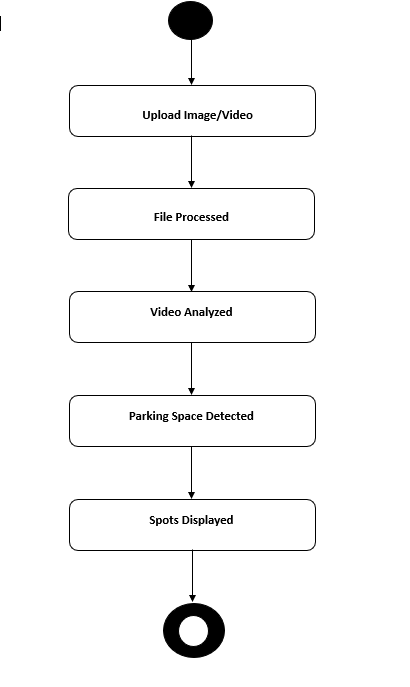 Upload Image/Video
File Processed
Video Analyzed
Parking Space Detected
Spots Displayed